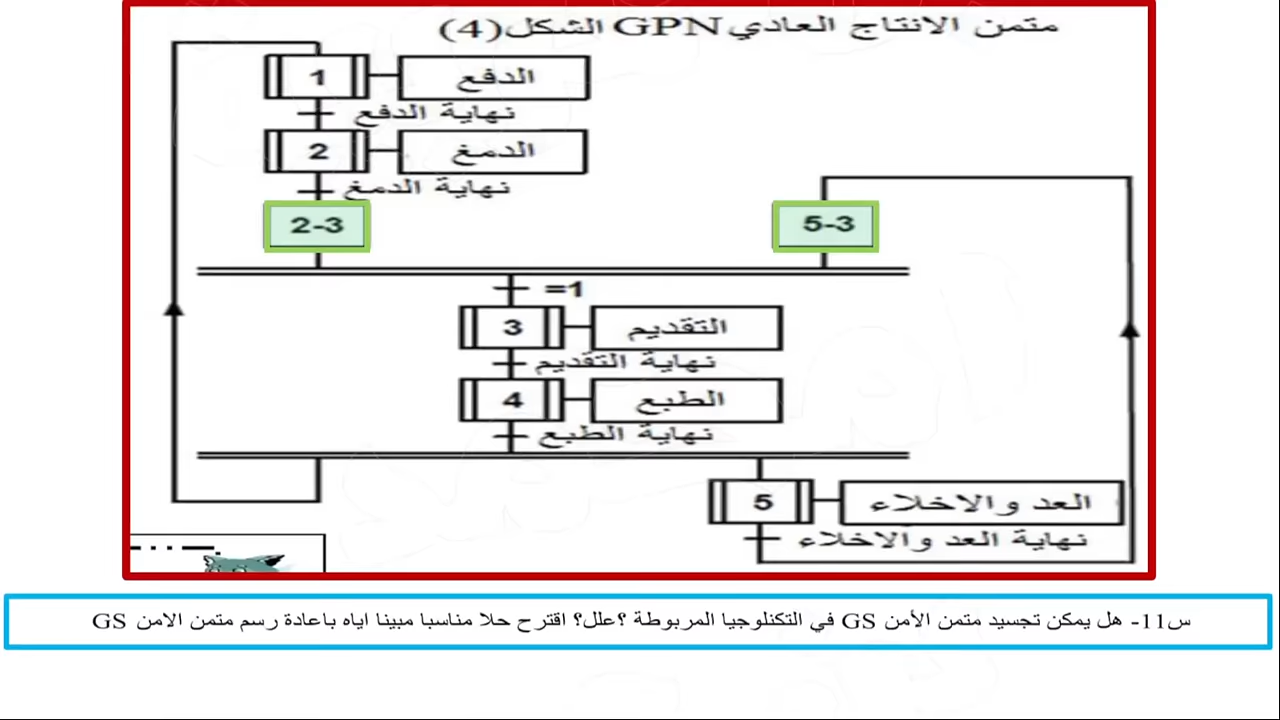 متمن الانتاج العادي GPN الشكل(4)
1 الدفع
نهاية الدفع
2 الدمغ
نهاية الدمغ
2-3 5-3
=1
3 التقديم
نهاية التقديم
4 الطبع
نهاية الطبع
5 العد والاخلاء
نهاية العد والاخلاء
س11- هل يمكن تجسيد متمن الأمن GS في التكنلوجيا المربوطة ؟علل؟ اقترح حلا مناسبا مبينا اياه باعادة رسم متمن الامن GS